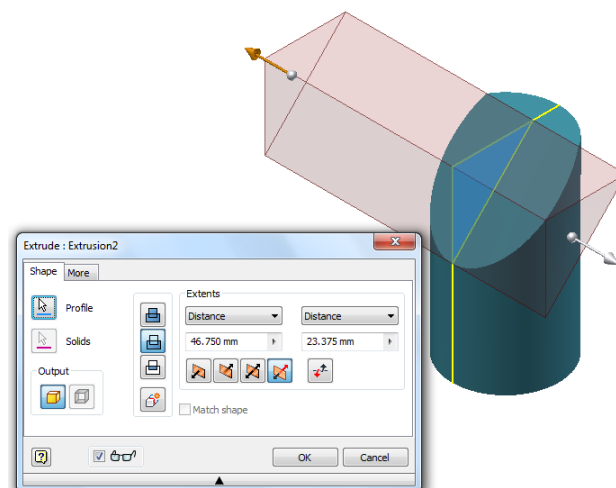 Extrude : Extrusion2
Shape
More
Profile
Solids
Output
Extents
Distance
Distance
46.750 mm
23.375 mm
Match shape
?
OK
Cancel